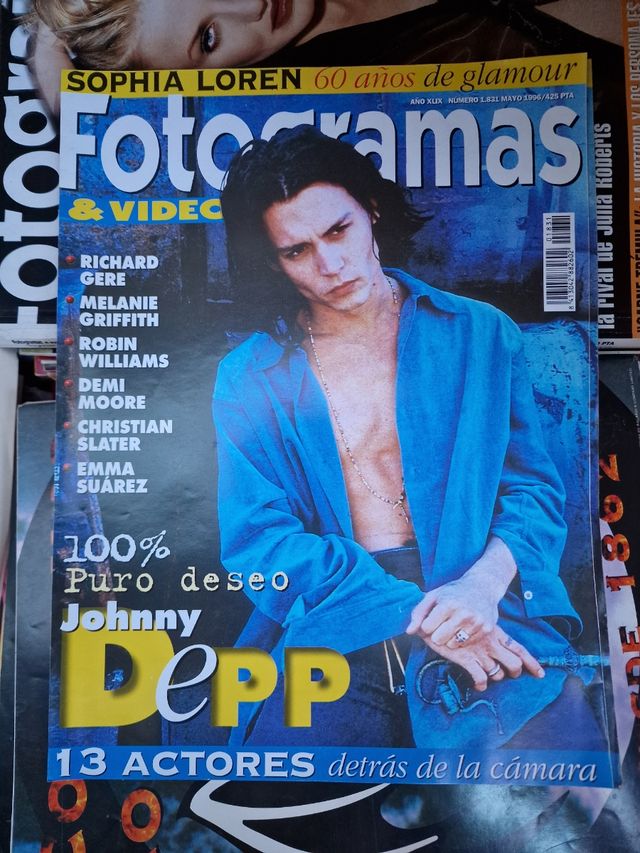 SOPHIA LOREN 60 años de glamour
AÑO XLIX NÚMERO 1.831 MAYO 1996/425 PTA
Fotogramas
& VIDEO
RICHARD
GERE
MELANIE
GRIFFITH
ROBIN
WILLIAMS
DEMI
MOORE
CHRISTIAN
SLATER
EMMA
SUÁREZ
100%
Puro deseo
Johnny
DePP
13 ACTORES detrás de la cámara
01831
fotogra
la rival de Julia Roberts